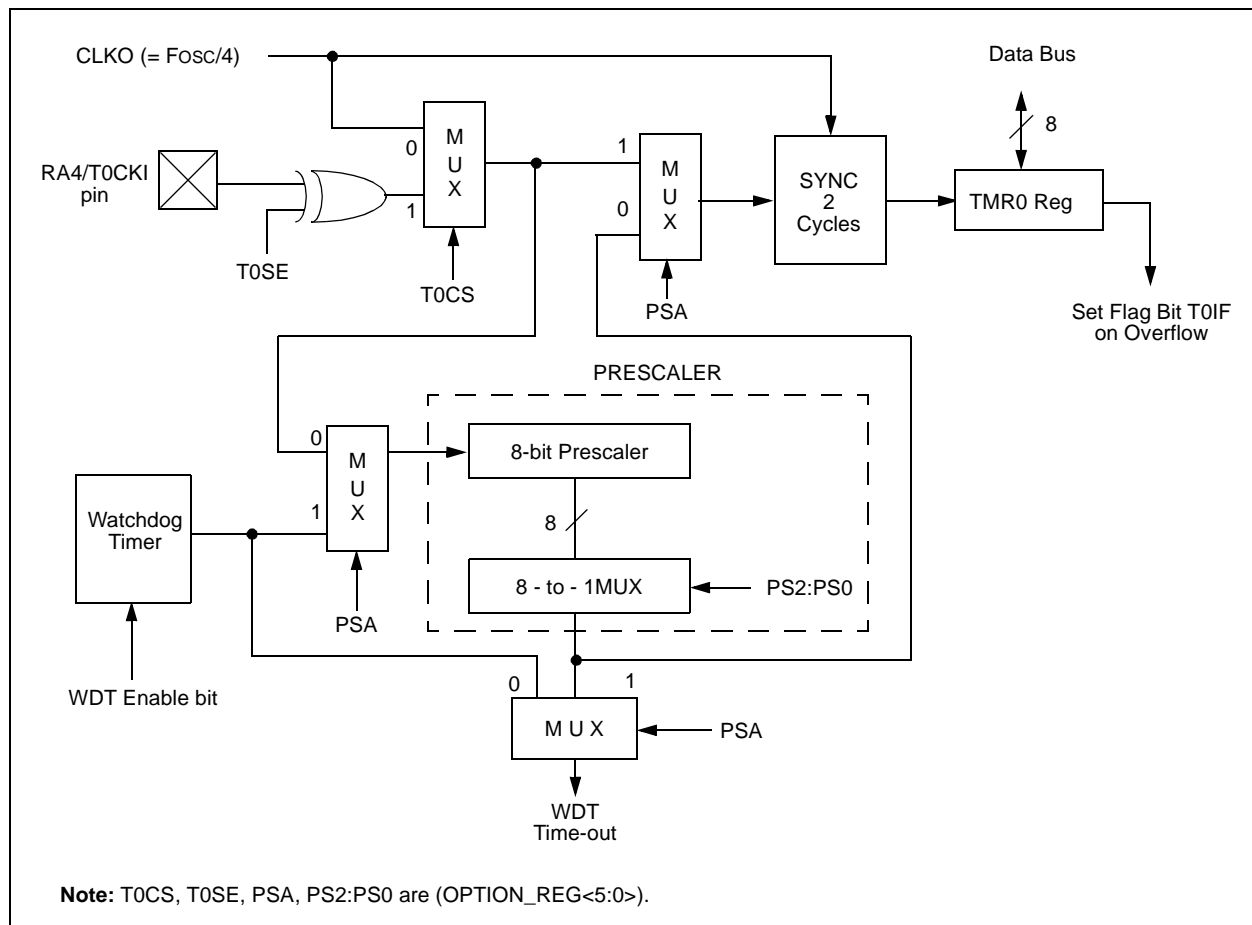 CLKO (= FOSC/4)
Data Bus
8
RA4/T0CKI
pin
T0SE
0
1
M
U
X
T0CS
1
0
M
U
X
PSA
SYNC
2
Cycles
TMR0 Reg
Set Flag Bit T0IF
on Overflow
PRESCALER
0
1
M
U
X
PSA
8-bit Prescaler
8
8 - to - 1MUX
PS2:PS0
Watchdog
Timer
WDT Enable bit
0
1
M U X
PSA
WDT
Time-out
Note: T0CS, T0SE, PSA, PS2:PS0 are (OPTION_REG<5:0>).